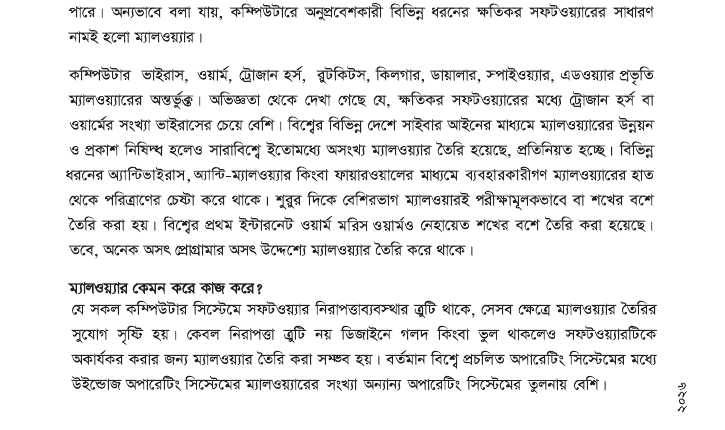 পারে। অন্যভাবে বলা যায়, কম্পিউটারে অনুপ্রবেশকারী বিভিন্ন ধরনের ক্ষতিকর সফটওয়্যারের সাধারণ
নামই হলো ম্যালওয়্যার।
কম্পিউটার ভাইরাস, ওয়ার্ম, ট্রোজান হর্স, রুটকিটস, কিলগার, ডায়ালার, স্পাইওয়্যার, এডওয়্যার প্রভৃতি
ম্যালওয়্যারের অন্তর্ভুক্ত। অভিজ্ঞতা থেকে দেখা গেছে যে, ক্ষতিকর সফটওয়্যারের মধ্যে ট্রোজান হর্স বা
ওয়ার্মের সংখ্যা ভাইরাসের চেয়ে বেশি। বিশ্বের বিভিন্ন দেশে সাইবার আইনের মাধ্যমে ম্যালওয়্যারের উন্নয়ন
ও প্রকাশ নিষিদ্ধ হলেও সারাবিশ্বে ইতোমধ্যে অসংখ্য ম্যালওয়্যার তৈরি হয়েছে, প্রতিনিয়ত হচ্ছে। বিভিন্ন
ধরনের অ্যান্টিভাইরাস, অ্যান্টি-ম্যালওয়্যার কিংবা ফায়ারওয়ালের মাধ্যমে ব্যবহারকারীগণ ম্যালওয়্যারের হাত
থেকে পরিত্রাণের চেষ্টা করে থাকে। শুরুর দিকে বেশিরভাগ ম্যালওয়ারই পরীক্ষামূলকভাবে বা শখের বশে
তৈরি করা হয়। বিশ্বের প্রথম ইন্টারনেট ওয়ার্ম মরিস ওয়ার্মও নেহায়েত শখের বশে তৈরি করা হয়েছে।
তবে, অনেক অসৎ প্রোগ্রামার অসৎ উদ্দেশ্যে ম্যালওয়্যার তৈরি করে থাকে।
ম্যালওয়্যার কেমন করে কাজ করে?
যে সকল কম্পিউটার সিস্টেমে সফটওয়্যার নিরাপত্তাব্যবস্থার ত্রুটি থাকে, সেসব ক্ষেত্রে ম্যালওয়্যার তৈরির
সুযোগ সৃষ্টি হয়। কেবল নিরাপত্তা ত্রুটি নয় ডিজাইনে গলদ কিংবা ভুল থাকলেও সফটওয়্যারটিকে
অকার্যকর করার জন্য ম্যালওয়্যার তৈরি করা সম্ভব হয়। বর্তমান বিশ্বে প্রচলিত অপারেটিং সিস্টেমের মধ্যে
উইন্ডোজ অপারেটিং সিস্টেমের ম্যালওয়্যারের সংখ্যা অন্যান্য অপারেটিং সিস্টেমের তুলনায় বেশি।
২০২৬